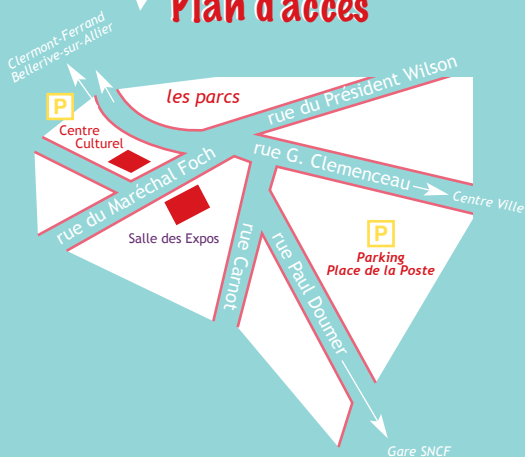 Plan d'accès
Clermont-Ferrand
Bellerive-sur-Allier
P
les parcs
rue du Président Wilson
Centre
Culturel
rue G. Clemenceau
Centre Ville
rue du Maréchal Foch
Salle des Expos
rue Carnot
rue Paul Doumer
P
Parking
Place de la Poste
Gare SNCF